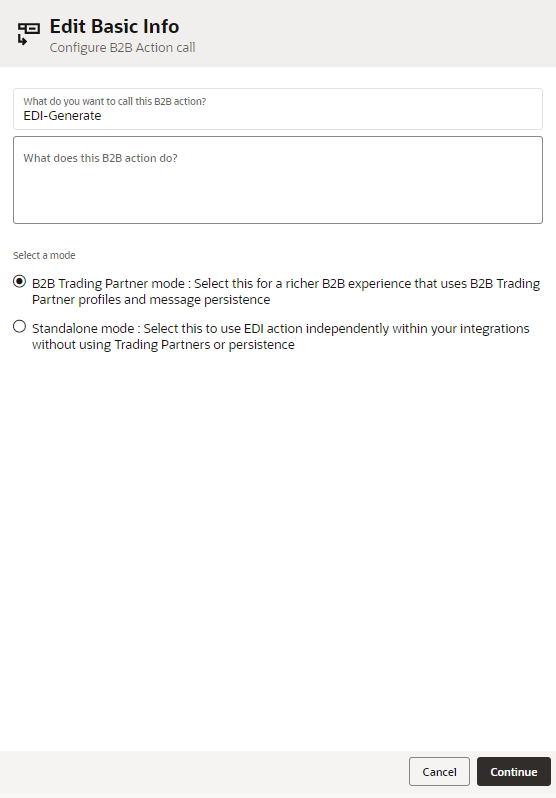 Edit Basic Info
Configure B2B Action call
What do you want to call this B2B action?
EDI-Generate
What does this B2B action do?
Select a mode
B2B Trading Partner mode : Select this for a richer B2B experience that uses B2B Trading
Partner profiles and message persistence
Standalone mode : Select this to use EDI action independently within your integrations
without using Trading Partners or persistence
Cancel
Continue